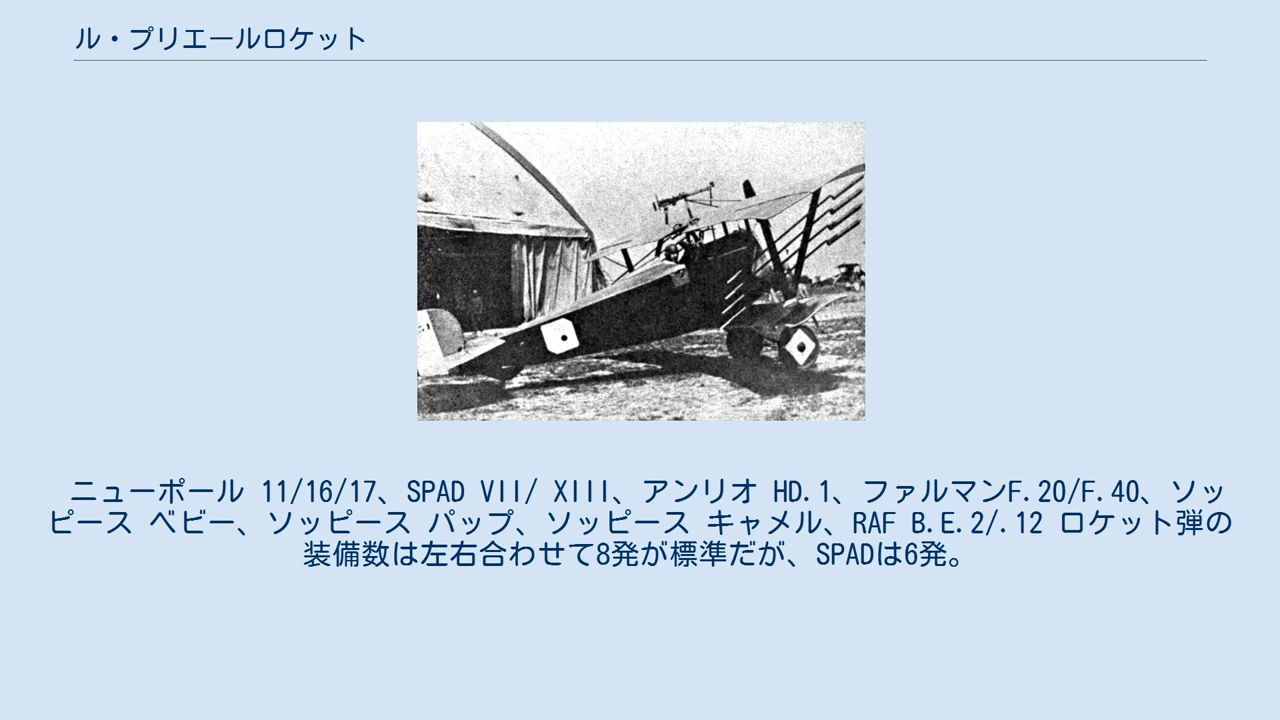 ル・プリエールロケット
ニューポール 11/16/17、SPAD VII/ XIII、アンリオ HD.1、ファルマンF.20/F.40、ソッ
ピース ベビー、ソッピース パップ、ソッピース キャメル、RAF B.E.2/.12 ロケット弾の
装備数は左右合わせて8発が標準だが、SPADは6発。